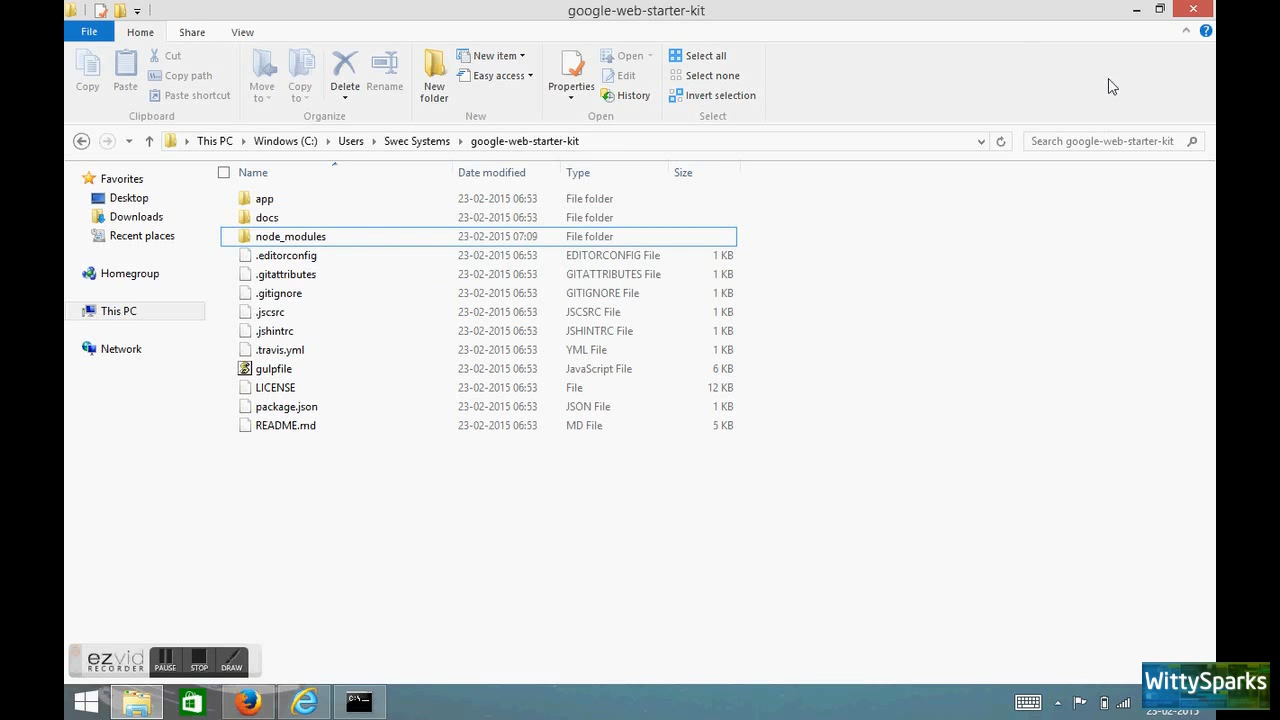 google-web-starter-kit
File Home Share View
Copy
Paste
Cut
Copy path
Paste shortcut
Clipboard
Move to
Copy to
Delete
Rename
Organize
New folder
New item
Easy access
New
Properties
Open
Edit
History
Open
Select all
Select none
Invert selection
Select
This PC Windows (C:) Users Swec Systems google-web-starter-kit
Search google-web-starter-kit
Favorites
Desktop
Downloads
Recent places
Homegroup
This PC
Network
Name Date modified Type Size
app 23-02-2015 06:53 File folder
docs 23-02-2015 06:53 File folder
node_modules 23-02-2015 07:09 File folder
.editorconfig 23-02-2015 06:53 EDITORCONFIG File 1 KB
.gitattributes 23-02-2015 06:53 GITATTRIBUTES File 1 KB
.gitignore 23-02-2015 06:53 GITIGNORE File 1 KB
.jscsrc 23-02-2015 06:53 JSCSRC File 1 KB
.jshintrc 23-02-2015 06:53 JSHINTRC File 1 KB
.travis.yml 23-02-2015 06:53 YML File 1 KB
gulpfile 23-02-2015 06:53 JavaScript File 6 KB
LICENSE 23-02-2015 06:53 File 12 KB
package.json 23-02-2015 06:53 JSON File 1 KB
README.md 23-02-2015 06:53 MD File 5 KB
ezvid
RECORDER
PAUSE STOP DRAW
WittySparks
23-02-2015